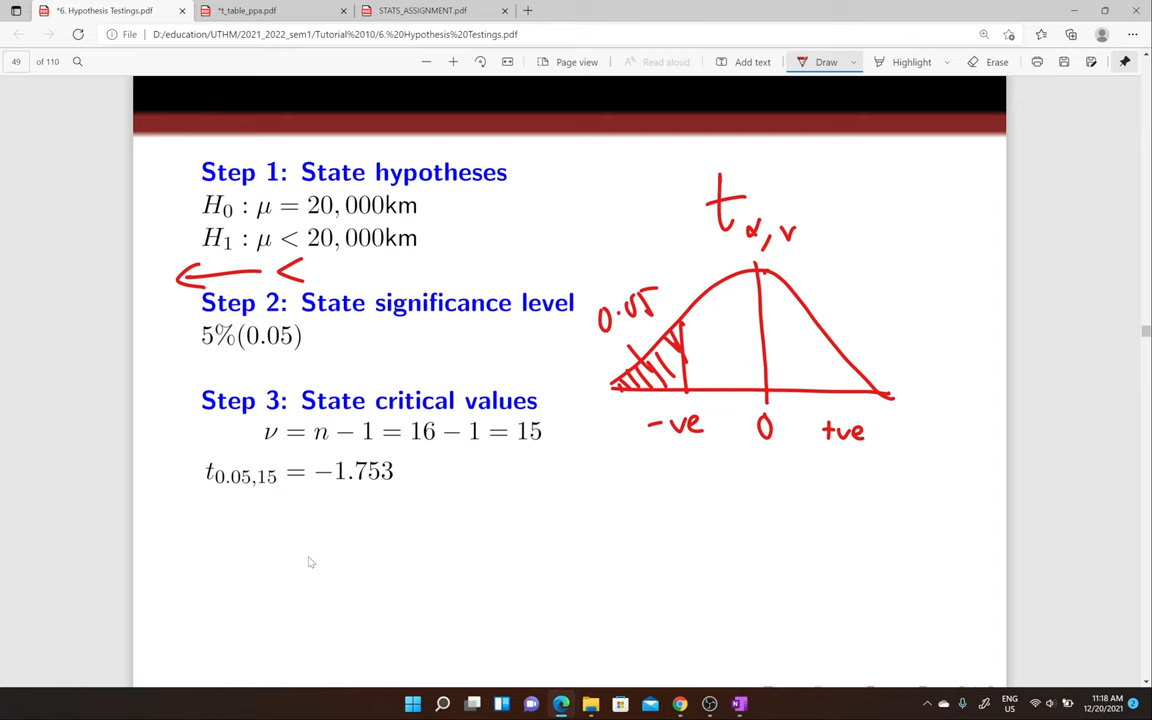 *6. Hypothesis Testings.pdf
*t_table_ppa.pdf
STATS_ASSIGNMENT.pdf
File D:/education/UTHM/2021_2022_sem1/Tutorial%2010/6.%20Hypothesis%20Testings.pdf
49 of 110 Page view Read aloud Add text Draw Highlight Erase
Step 1: State hypotheses
H₀ : μ = 20, 000km
H₁ : μ < 20, 000km
<
Step 2: State significance level
5%(0.05)
Step 3: State critical values
ν = n − 1 = 16 − 1 = 15
t₀.₀₅,₁₅ = −1.753
t α, ν
0.05
-ve 0 +ve
ENG
US
11:18 AM
12/20/2021
2